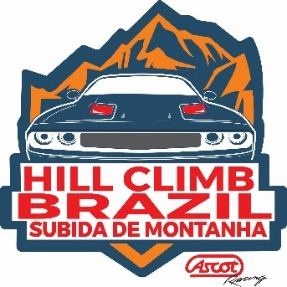 HILL CLIMB
BRAZIL
SUBIDA DE MONTANHA
Ascot
Racing